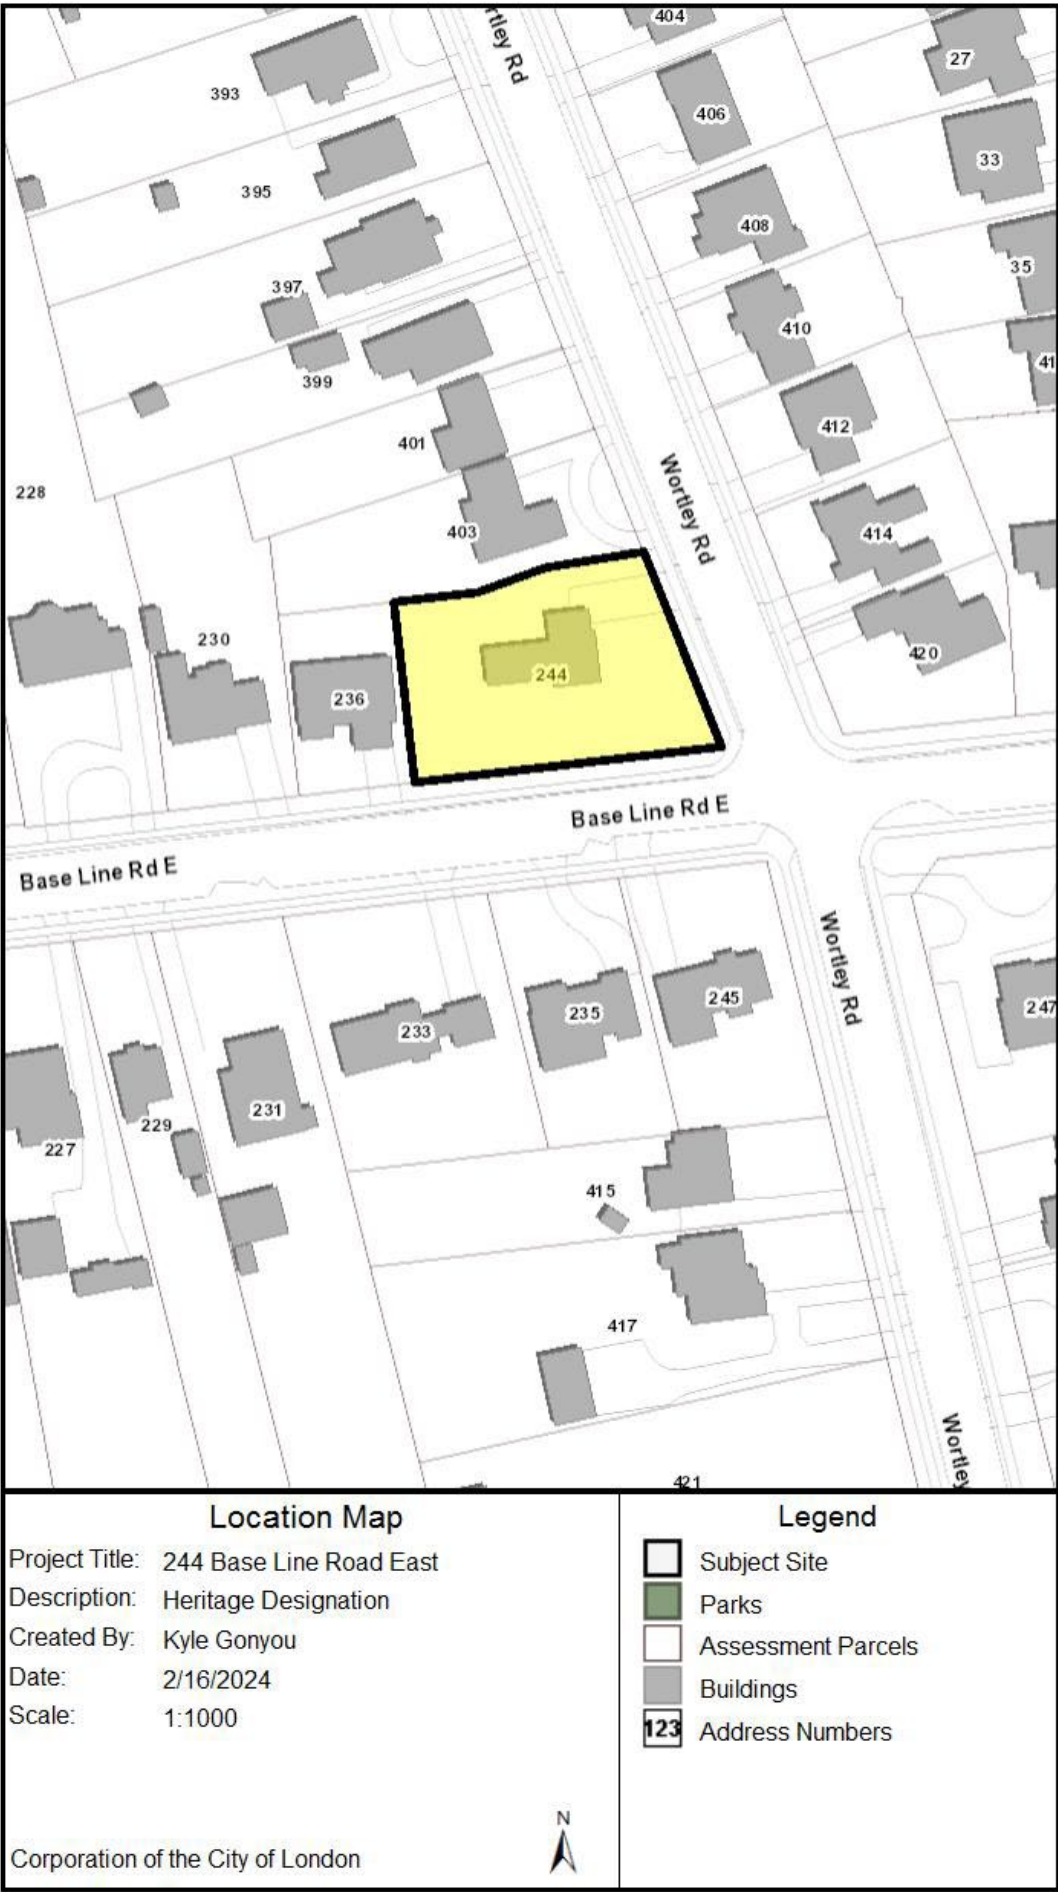 404
rtley Rd
27
393
406
33
395
408
35
397
410
41
399
412
401
228
Wortley Rd
403
414
230
420
244
236
Base Line Rd E
Base Line Rd E
Wortley Rd
245
247
235
233
231
229
227
415
417
Wortley
421
Location Map
Project Title: 244 Base Line Road East
Description: Heritage Designation
Created By: Kyle Gonyou
Date: 2/16/2024
Scale: 1:1000
N
Corporation of the City of London
Legend
Subject Site
Parks
Assessment Parcels
Buildings
123 Address Numbers